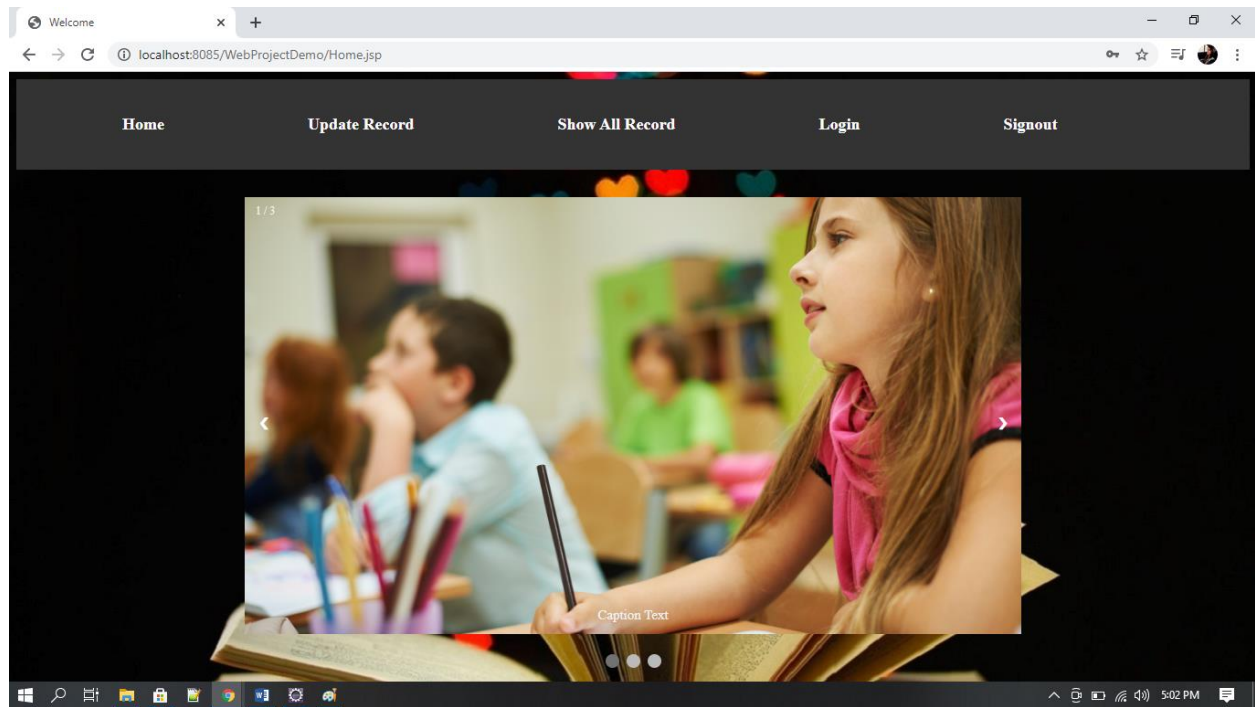 Welcome
localhost:8085/WebProjectDemo/Home.jsp
Home Update Record Show All Record Login Signout
1 / 3
Caption Text
5:02 PM